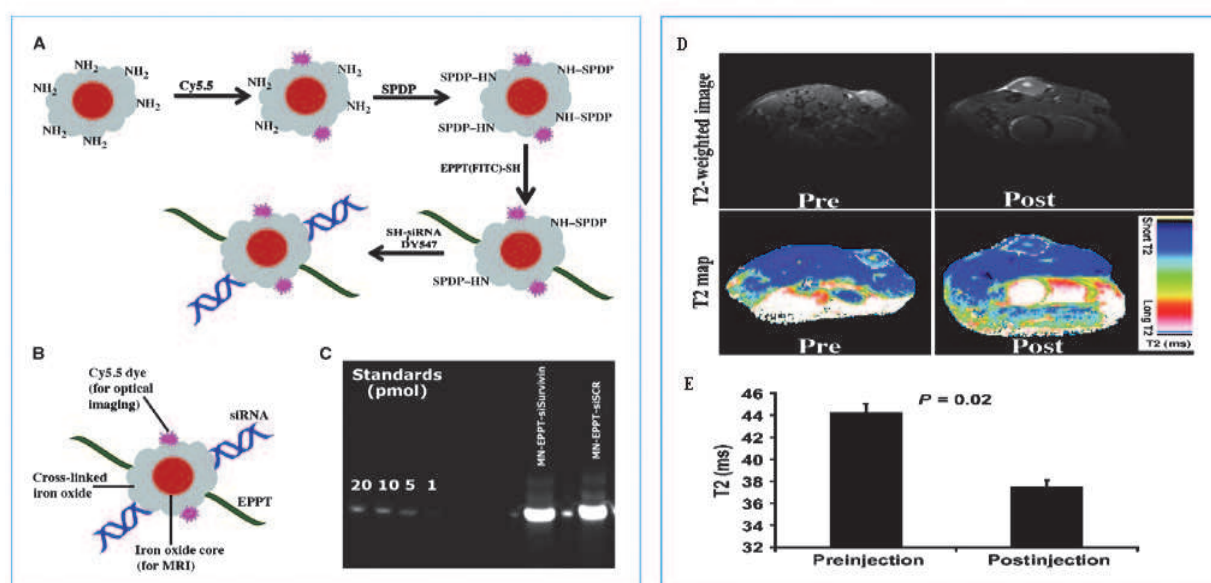 A
NH2
NH2
NH2
NH2
NH2
NH2
NH2
Cy5.5
NH2
NH2
NH2
NH2
SPDP
SPDP–HN
NH–SPDP
SPDP–HN
NH–SPDP
EPPT(FITC)-SH
NH–SPDP
SPDP–HN
SH-siRNA
DY547
B
Cy5.5 dye
(for optical
imaging)
siRNA
Cross-linked
iron oxide
EPPT
Iron oxide core
(for MRI)
C
Standards
(pmol)
20 10 5 1
MN-EPPT-siSurvivin
MN-EPPT-siSCR
D
T2-weighted image
Pre
Post
T2 map
Pre
Post
Short T2
Long T2
T2 (ms)
E
P = 0.02
T2 (ms)
46
44
42
40
38
36
34
32
Preinjection
Postinjection